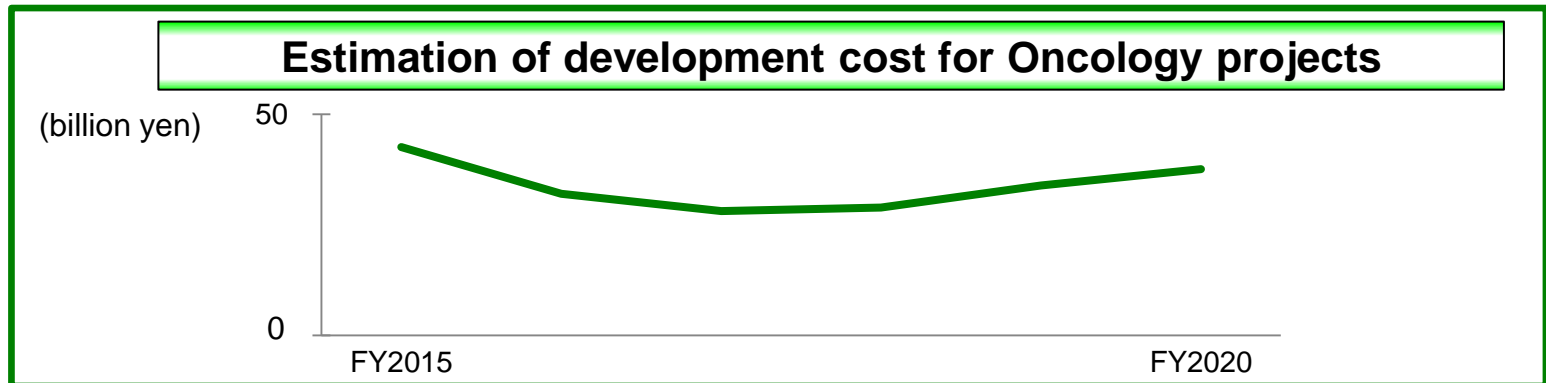 Estimation of development cost for Oncology projects
(billion yen)
50
0
FY2015
FY2020